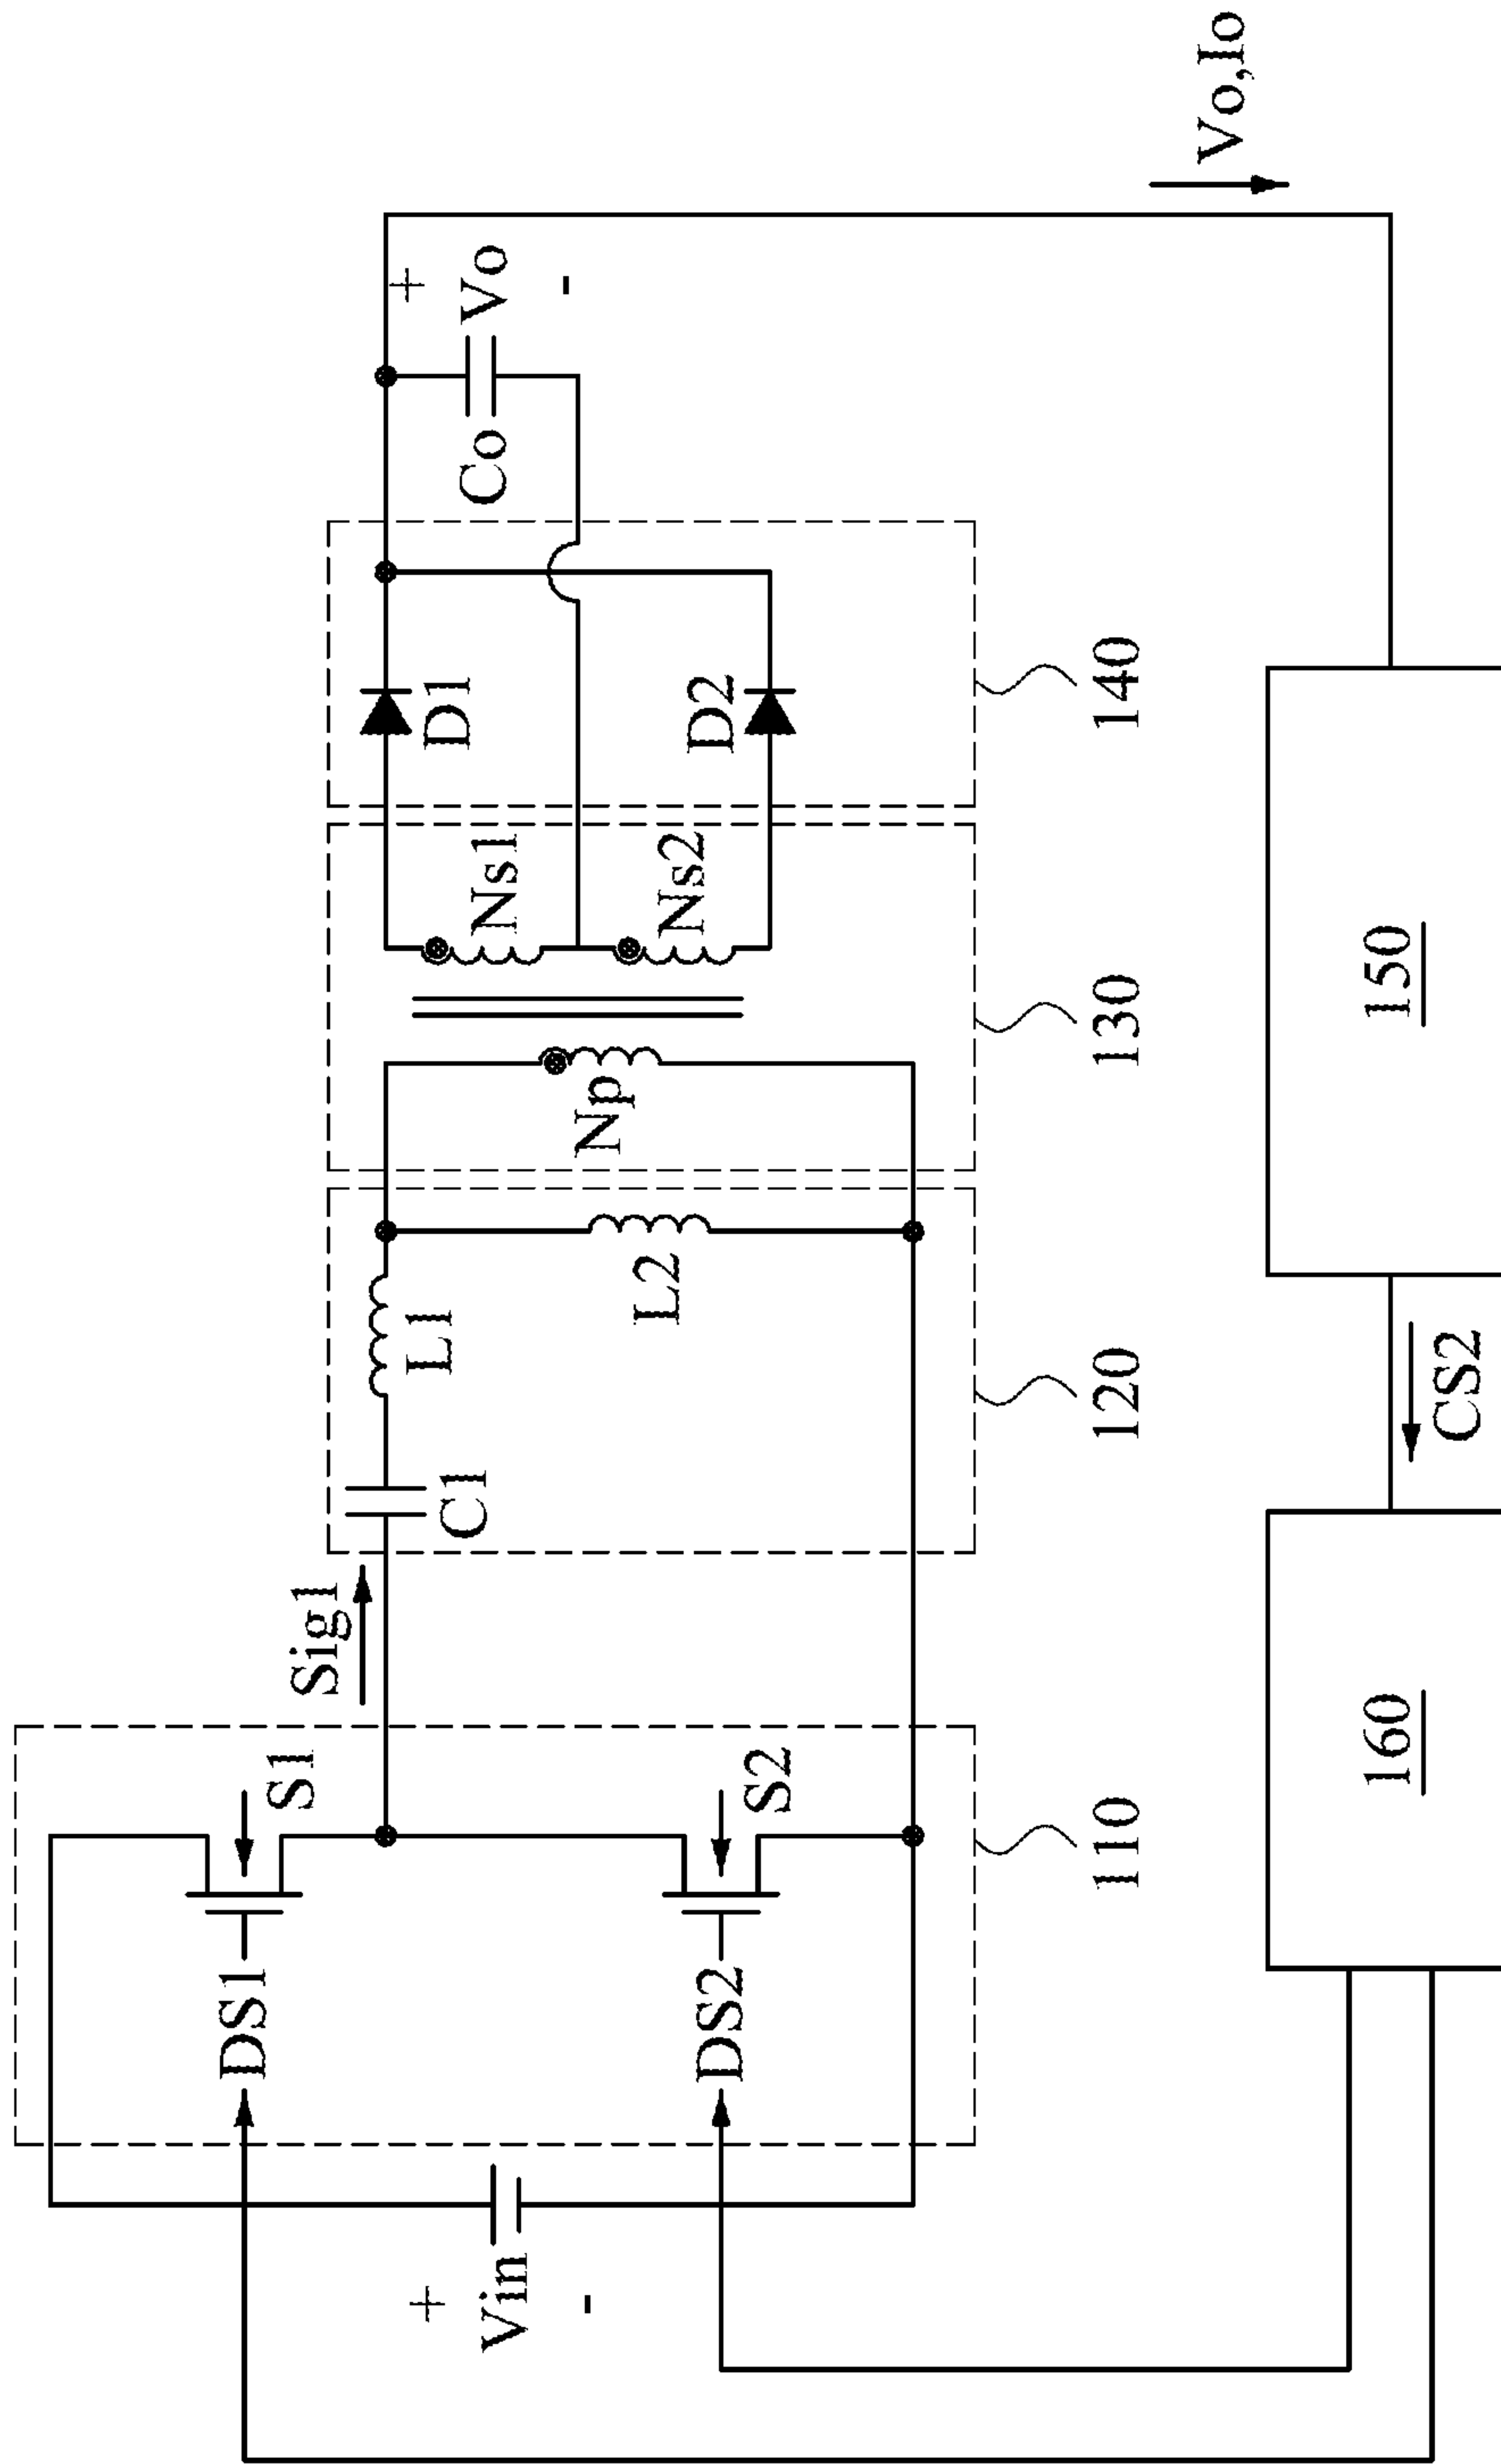 Sig1
DS1
S1
C1
L1
Np
Ns1
D1
Co
+
Vo
-
+
Vin
-
DS2
S2
L2
Ns2
D2
110
120
130
140
Vo,Io
160
CS2
150